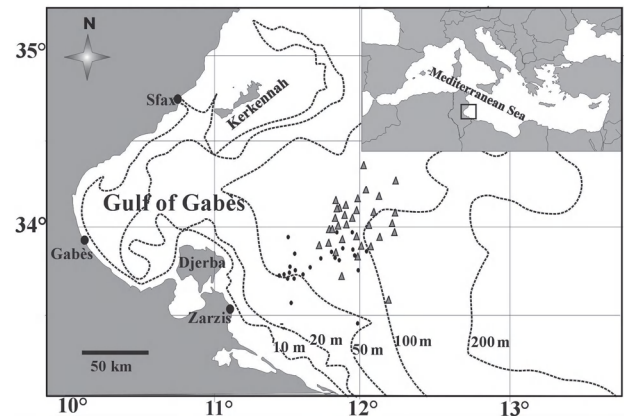 35°
N
Sfax
Kerkennah
Mediterranean Sea
34°
Gulf of Gabès
Gabès
Djerba
Zarzis
10 m
20 m
50 m
100 m
200 m
50 km
10°
11°
12°
13°